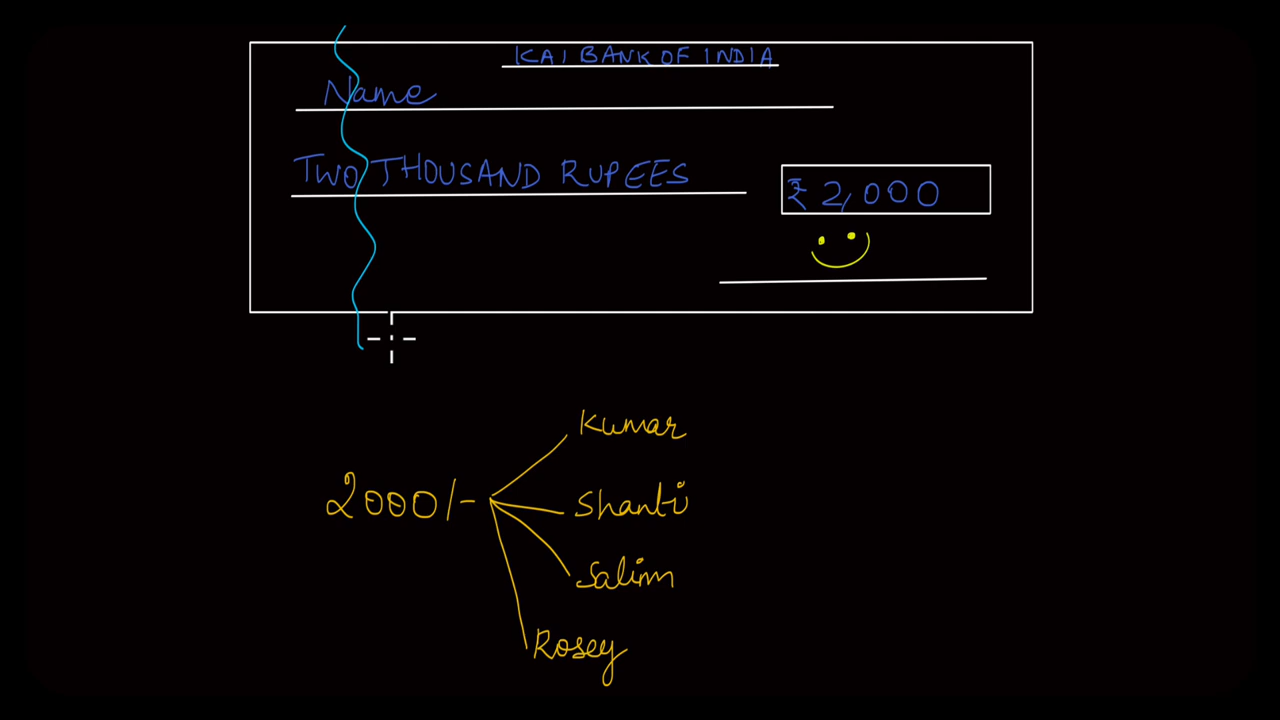 KAI BANK OF INDIA
Name
TWO THOUSAND RUPEES
₹ 2,000
Kumar
2000/-
Shanti
Salim
Rosey